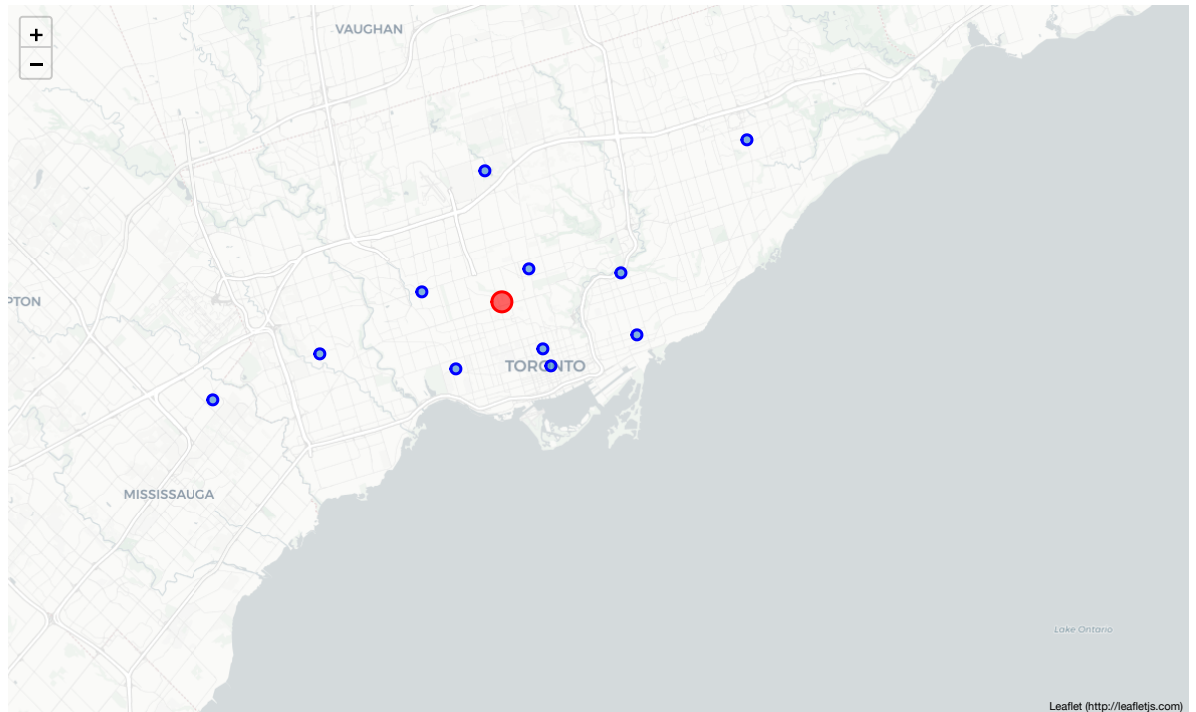 +
VAUGHAN
−
PTON
TORONTO
MISSISSAUGA
Lake Ontario
Leaflet (http://leafletjs.com)